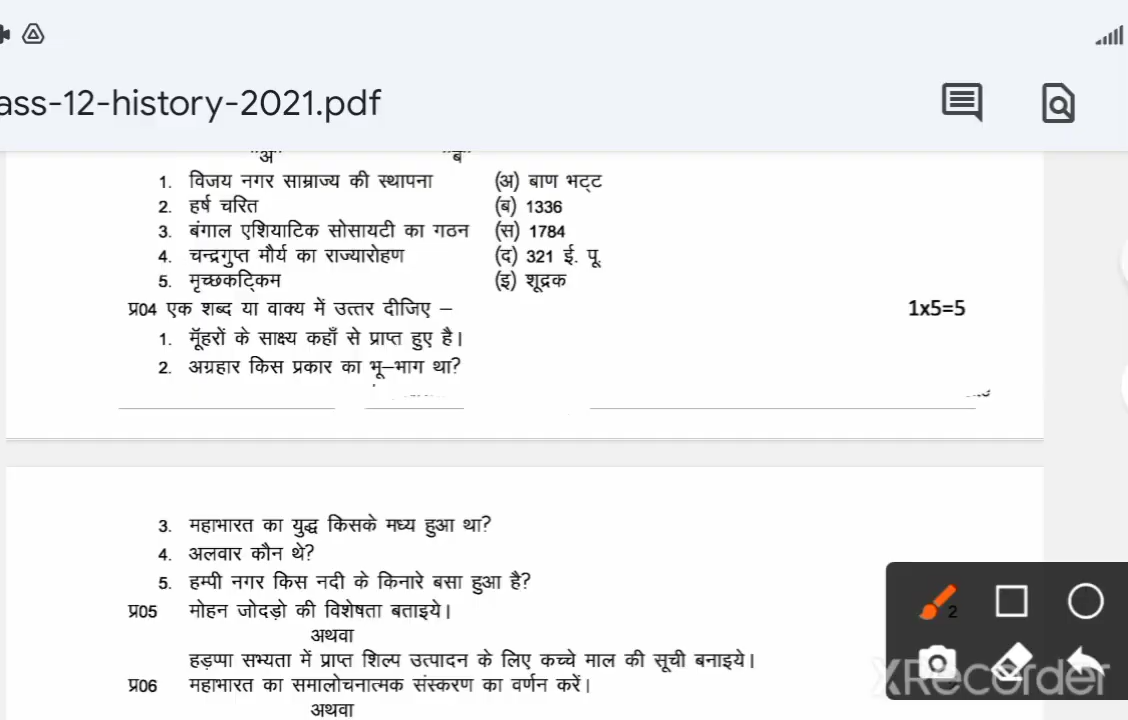 ass-12-history-2021.pdf
अ ब
1. विजय नगर साम्राज्य की स्थापना (अ) बाण भट्ट
2. हर्ष चरित (ब) 1336
3. बंगाल एशियाटिक सोसायटी का गठन (स) 1784
4. चन्द्रगुप्त मौर्य का राज्यारोहण (द) 321 ई. पू.
5. मृच्छकट्किम (इ) शूद्रक
प्र04 एक शब्द या वाक्य में उत्तर दीजिए – 1x5=5
1. मूँहरों के साक्ष्य कहाँ से प्राप्त हुए है।
2. अग्रहार किस प्रकार का भू–भाग था?
3. महाभारत का युद्ध किसके मध्य हुआ था?
4. अलवार कौन थे?
5. हम्पी नगर किस नदी के किनारे बसा हुआ है?
प्र05 मोहन जोदड़ो की विशेषता बताइये।
अथवा
हड़प्पा सभ्यता में प्राप्त शिल्प उत्पादन के लिए कच्चे माल की सूची बनाइये।
प्र06 महाभारत का समालोचनात्मक संस्करण का वर्णन करें।
अथवा
2
XRecorder